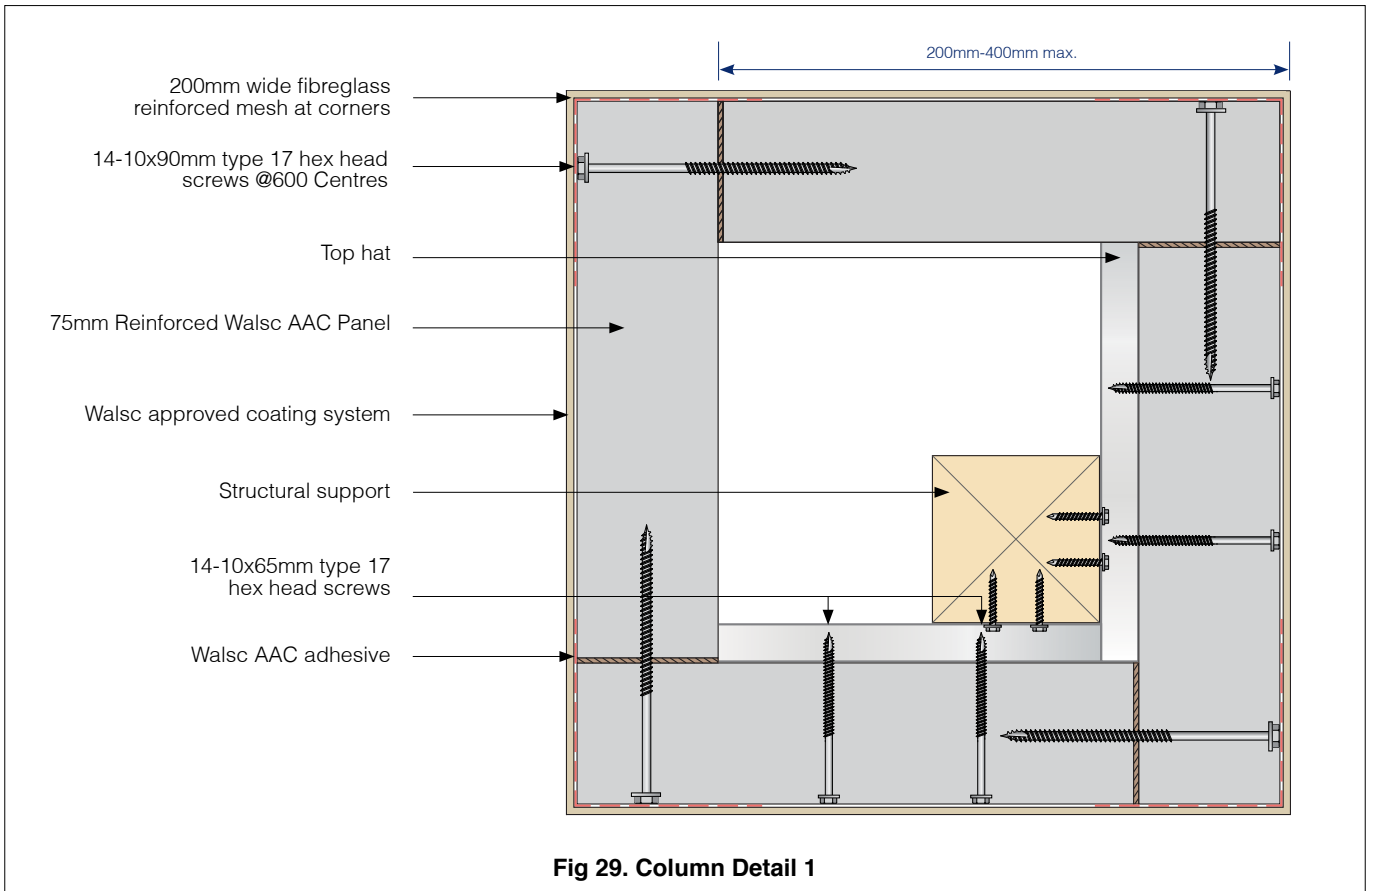 200mm-400mm max.
200mm wide fibreglass
reinforced mesh at corners
14-10x90mm type 17 hex head
screws @600 Centres
Top hat
75mm Reinforced Walsc AAC Panel
Walsc approved coating system
Structural support
14-10x65mm type 17
hex head screws
Walsc AAC adhesive
Fig 29. Column Detail 1